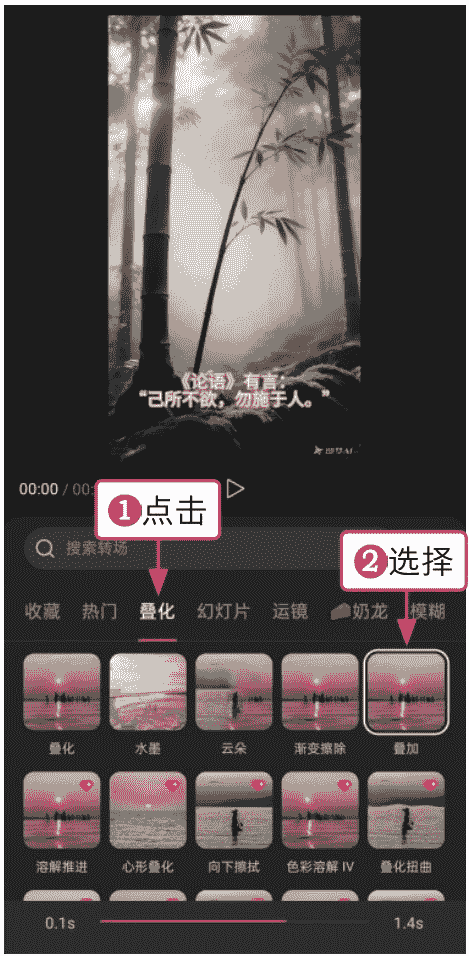 《论语》有言：
“己所不欲，勿施于人。”
00:00 / 00:
❶点击
搜索转场
❷选择
收藏 热门 叠化 幻灯片 运镜 奶龙 模糊
叠化 水墨 云朵 渐变擦除 叠加
溶解推进 心形叠化 向下擦拭 色彩溶解 IV 叠化扭曲
0.1s 1.4s